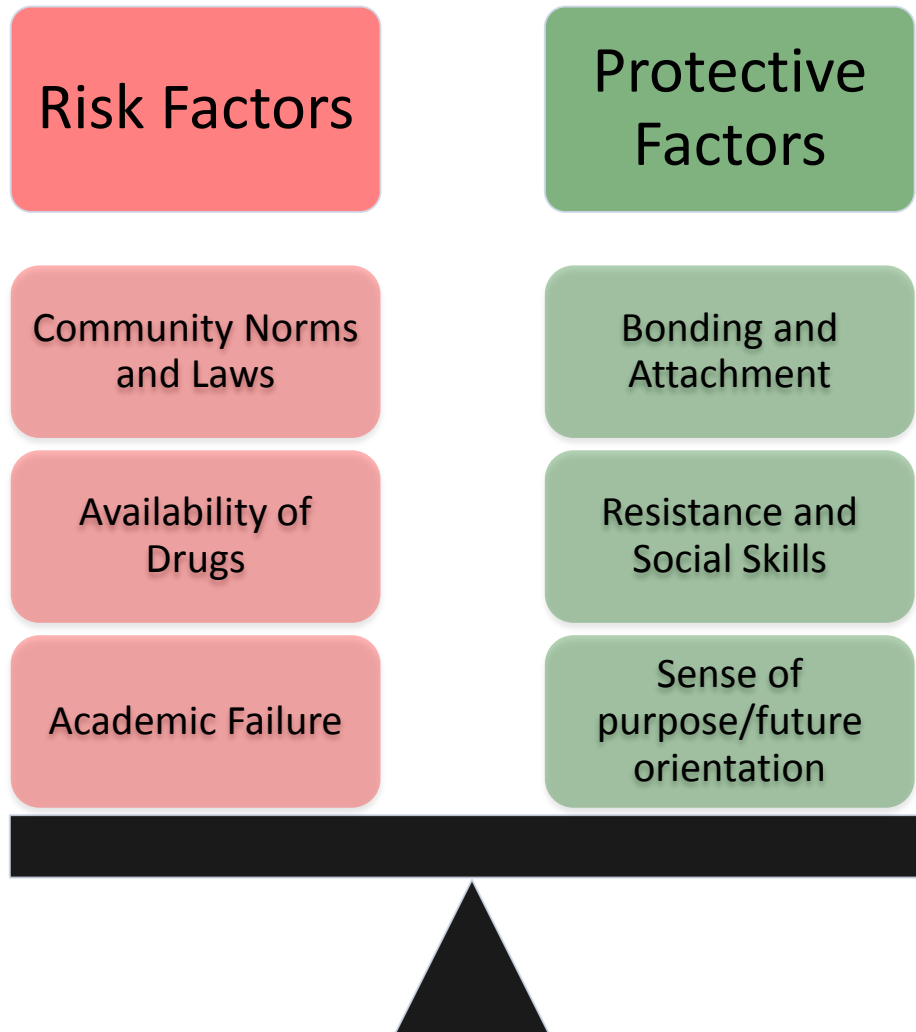 Risk Factors
Protective
Factors
Community Norms
and Laws
Bonding and
Attachment
Availability of
Drugs
Resistance and
Social Skills
Academic Failure
Sense of
purpose/future
orientation